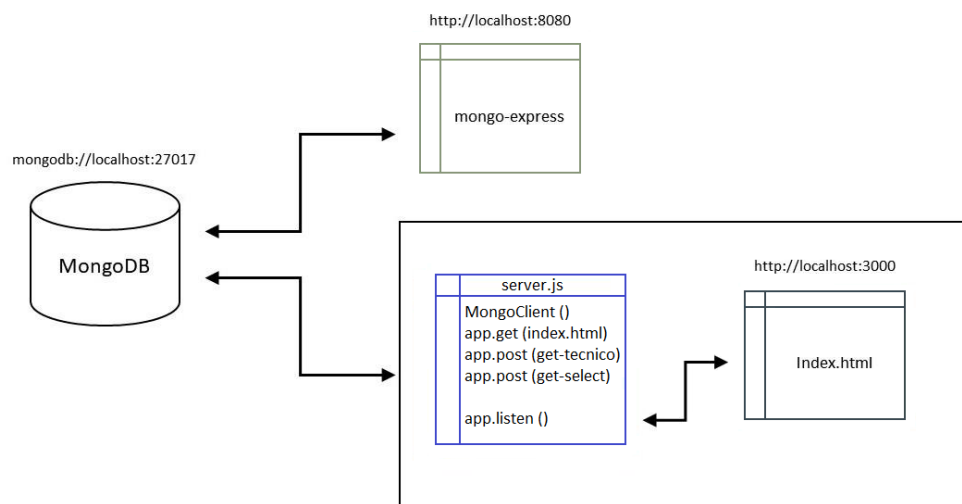 http://localhost:8080
mongo-express
mongodb://localhost:27017
MongoDB
server.js
MongoClient ()
app.get (index.html)
app.post (get-tecnico)
app.post (get-select)
app.listen ()
http://localhost:3000
Index.html